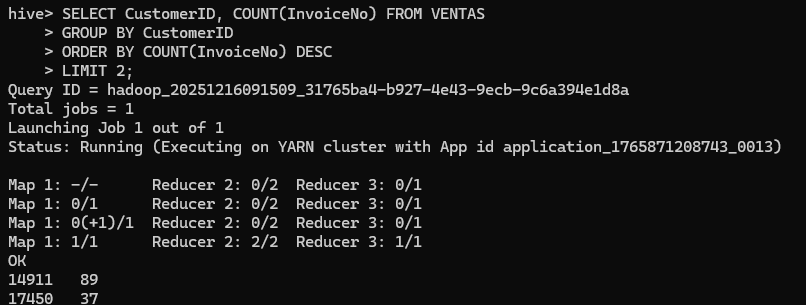 hive> SELECT CustomerID, COUNT(InvoiceNo) FROM VENTAS
    > GROUP BY CustomerID
    > ORDER BY COUNT(InvoiceNo) DESC
    > LIMIT 2;
Query ID = hadoop_20251216091509_31765ba4-b927-4e43-9ecb-9c6a394e1d8a
Total jobs = 1
Launching Job 1 out of 1
Status: Running (Executing on YARN cluster with App id application_1765871208743_0013)

Map 1: -/-      Reducer 2: 0/2  Reducer 3: 0/1
Map 1: 0/1      Reducer 2: 0/2  Reducer 3: 0/1
Map 1: 0(+1)/1  Reducer 2: 0/2  Reducer 3: 0/1
Map 1: 1/1      Reducer 2: 2/2  Reducer 3: 1/1
OK
14911   89
17450   37